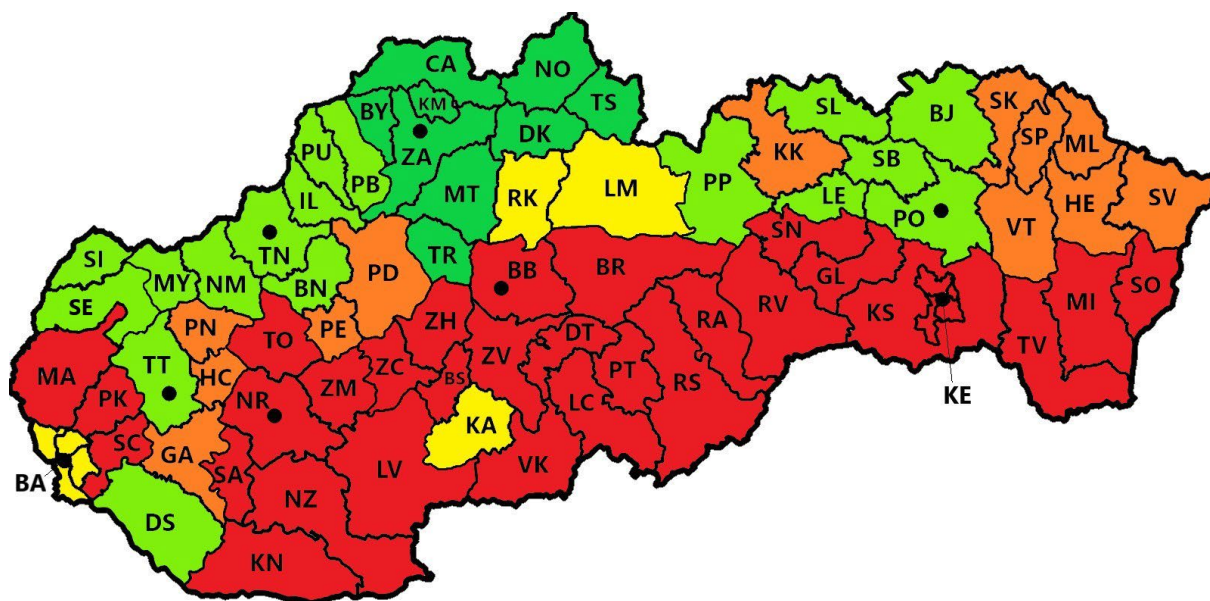 CA
NO
KM
BY
TS
ZA
DK
PU
PB
MT
RK
LM
IL
TN
TR
SI
MY
NM
BN
SE
PD
PP
KK
SL
BJ
SB
LE
PO
SK
SP
ML
HE
SV
VT
PN
TO
PE
ZH
BB
BR
SN
GL
RV
KS
MI
SO
TV
MA
TT
HC
PK
NR
ZM
ZC
BS
ZV
DT
PT
RA
RS
LC
KE
SC
GA
SA
LV
KA
VK
BA
DS
NZ
KN